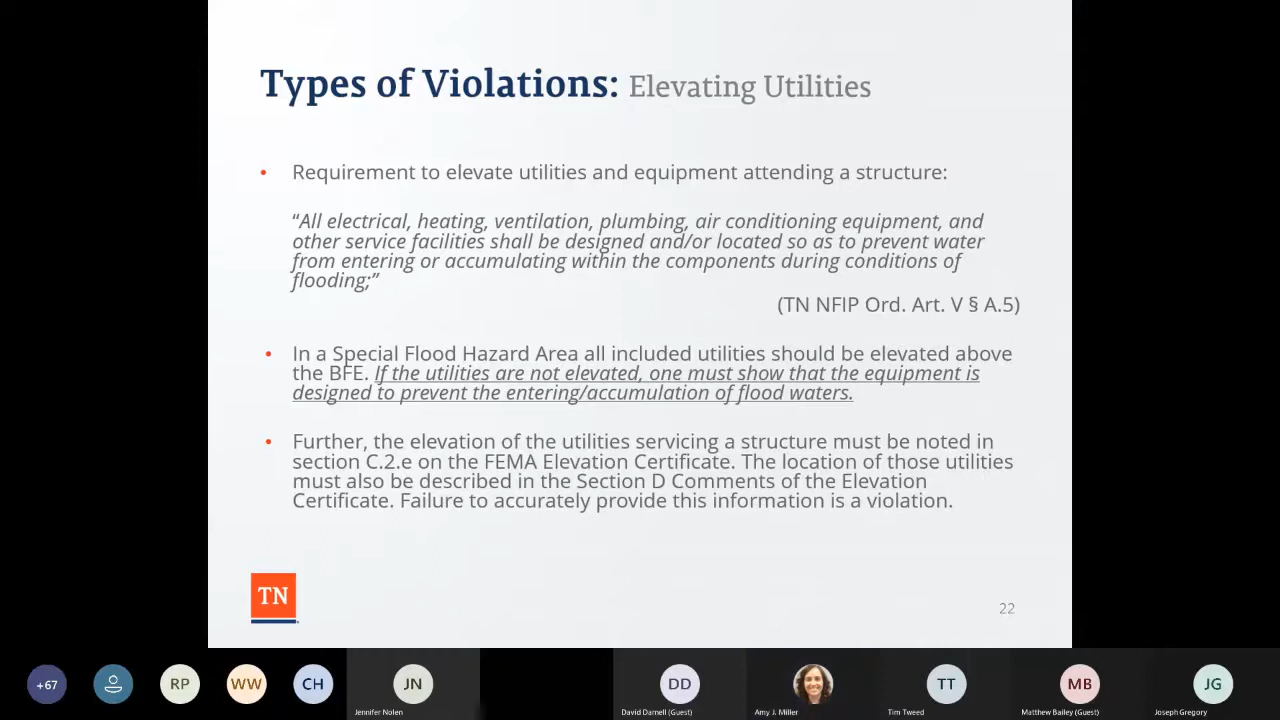 Types of Violations: Elevating Utilities
• Requirement to elevate utilities and equipment attending a structure:
“All electrical, heating, ventilation, plumbing, air conditioning equipment, and
other service facilities shall be designed and/or located so as to prevent water
from entering or accumulating within the components during conditions of
flooding;”
(TN NFIP Ord. Art. V § A.5)
• In a Special Flood Hazard Area all included utilities should be elevated above
the BFE. If the utilities are not elevated, one must show that the equipment is
designed to prevent the entering/accumulation of flood waters.
• Further, the elevation of the utilities servicing a structure must be noted in
section C.2.e on the FEMA Elevation Certificate. The location of those utilities
must also be described in the Section D Comments of the Elevation
Certificate. Failure to accurately provide this information is a violation.
TN
22
+67
RP
WW
CH
JN
DD
TT
MB
JG
Jennifer Nolen
David Darnell (Guest)
Amy J. Miller
Tim Tweed
Matthew Bailey (Guest)
Joseph Gregory